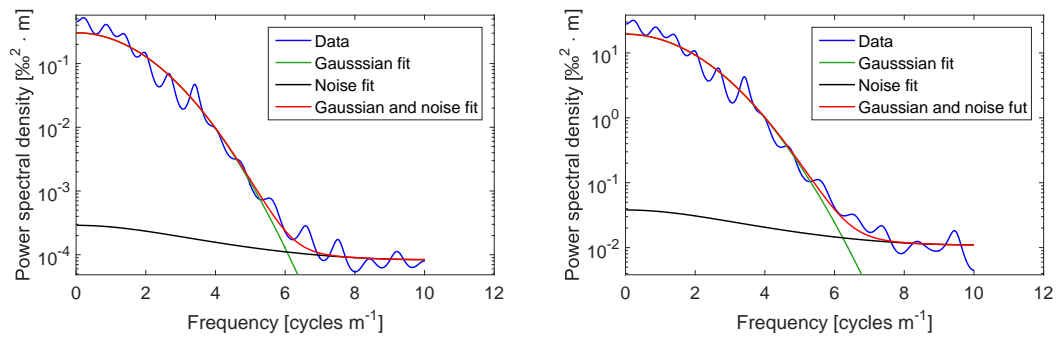 Power spectral density [‰² · m]
10⁻¹
10⁻²
10⁻³
10⁻⁴
0 2 4 6 8 10 12
Frequency [cycles m⁻¹]
Data
Gausssian fit
Noise fit
Gaussian and noise fit
Power spectral density [‰² · m]
10¹
10⁰
10⁻¹
10⁻²
0 2 4 6 8 10 12
Frequency [cycles m⁻¹]
Data
Gausssian fit
Noise fit
Gaussian and noise fut